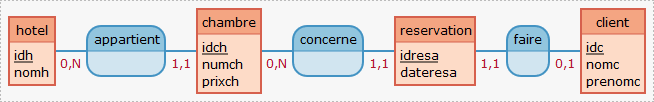 hotel
idh
nomh
0,N
appartient
1,1
chambre
idch
numch
prixch
0,N
concerne
1,1
reservation
idresa
dateresa
1,1
faire
0,1
client
idc
nomc
prenomc